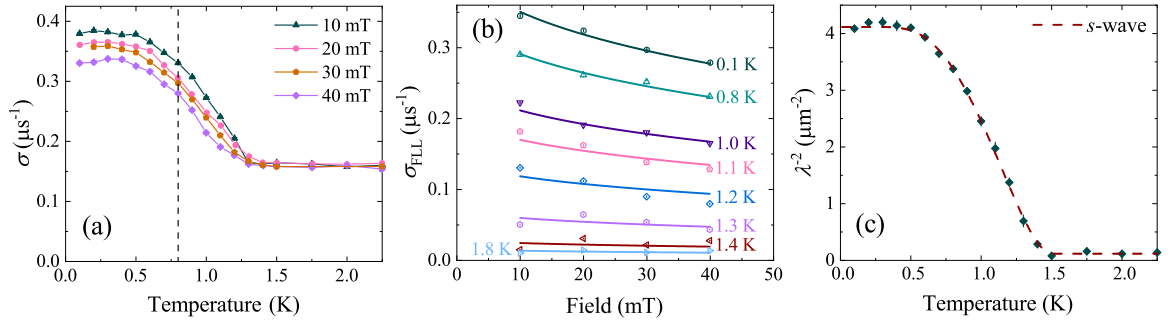 0.4
0.3
0.2
0.1
0.0
σ (μs⁻¹)
10 mT
20 mT
30 mT
40 mT
(a)
0.0 0.5 1.0 1.5 2.0
Temperature (K)
0.3
0.2
0.1
0.0
σFLL (μs⁻¹)
(b)
0.1 K
0.8 K
1.0 K
1.1 K
1.2 K
1.3 K
1.4 K
1.8 K
0 10 20 30 40 50
Field (mT)
4
3
2
1
0
λ⁻² (μm⁻²)
s-wave
(c)
0.0 0.5 1.0 1.5 2.0
Temperature (K)